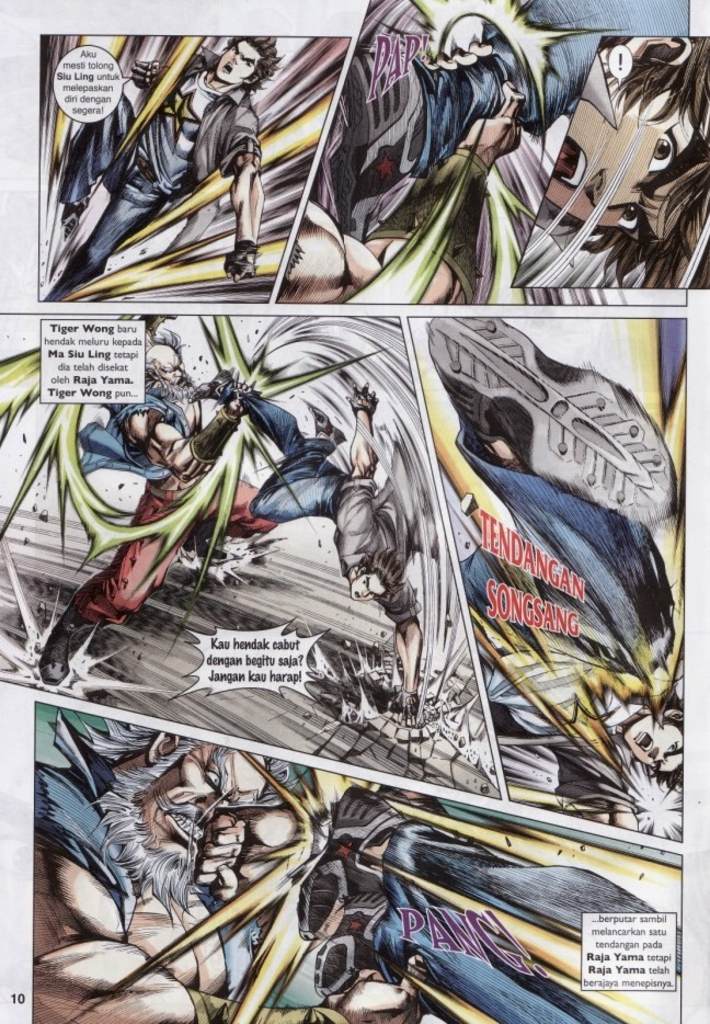 Aku
mesti tolong
Siu Ling untuk
melepaskan
diri dengan
segera!
PAP!
!
Tiger Wong baru
hendak meluru kepada
Ma Siu Ling tetapi
dia telah disekat
oleh Raja Yama.
Tiger Wong pun...
Kau hendak cabut
dengan begitu saja?
Jangan kau harap!
TENDANGAN
SONGSANG
PANG!
...berputar sambil
melakukan satu
tendangan pada
Raja Yama tetapi
Raja Yama telah
berajaya menepisnya.
10